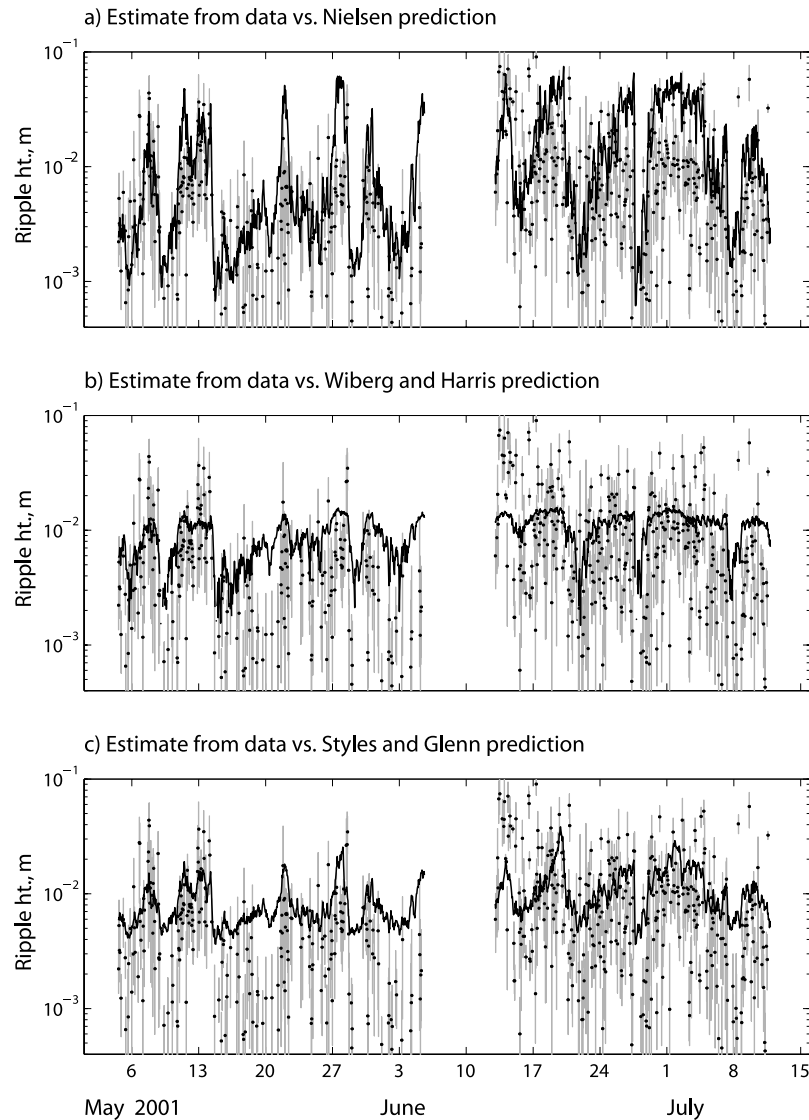 a) Estimate from data vs. Nielsen prediction
10⁻¹
10⁻²
10⁻³
Ripple ht., m
b) Estimate from data vs. Wiberg and Harris prediction
10⁻¹
10⁻²
10⁻³
Ripple ht., m
c) Estimate from data vs. Styles and Glenn prediction
10⁻¹
10⁻²
10⁻³
Ripple ht., m
6 13 20 27 3 10 17 24 1 8 15
May 2001 June July